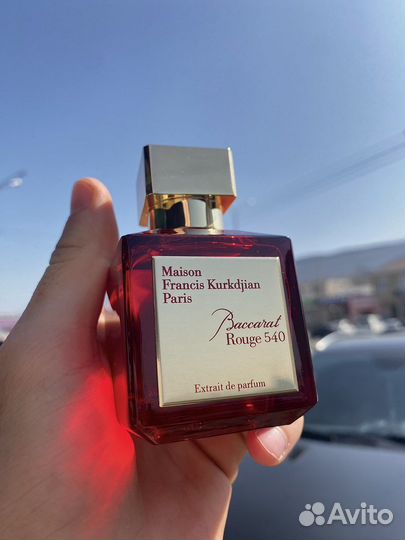 Maison
Francis Kurkdjian
Paris
Baccarat
Rouge 540
Extrait de parfum
Avito